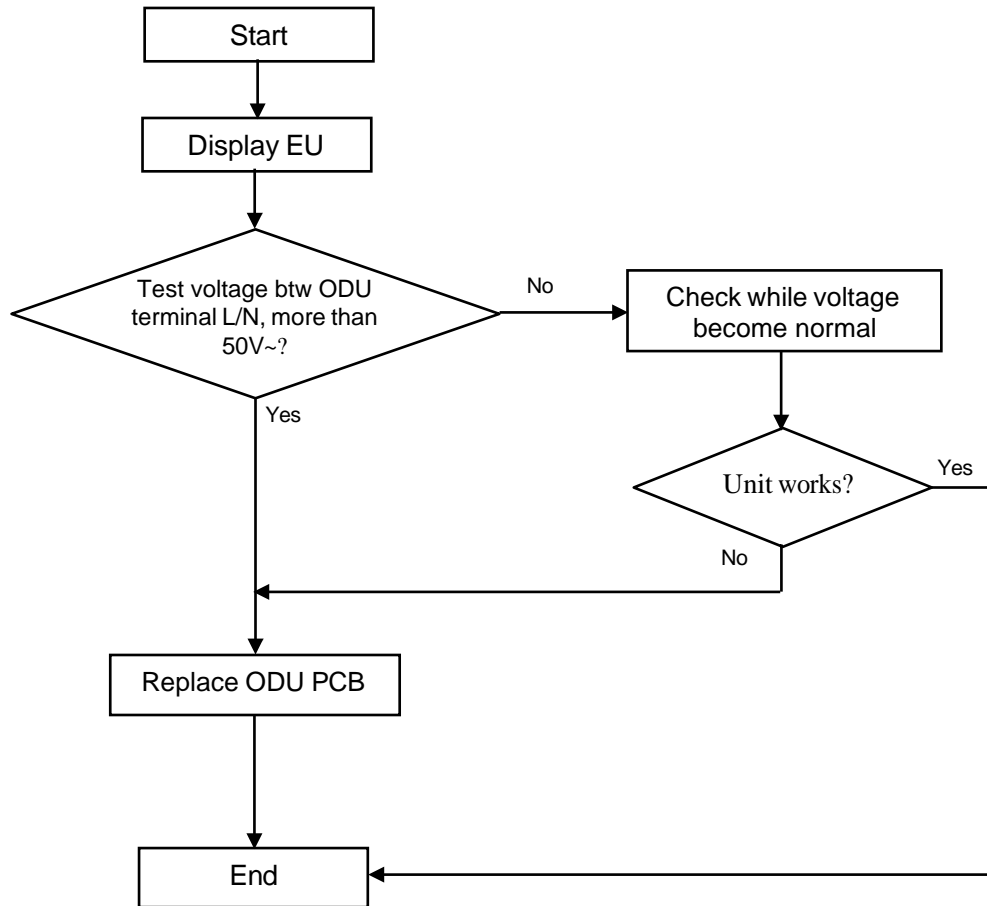 Start
Display EU
Test voltage btw ODU
terminal L/N, more than
50V~?
No
Check while voltage
become normal
Yes
Unit works?
Yes
No
Replace ODU PCB
End